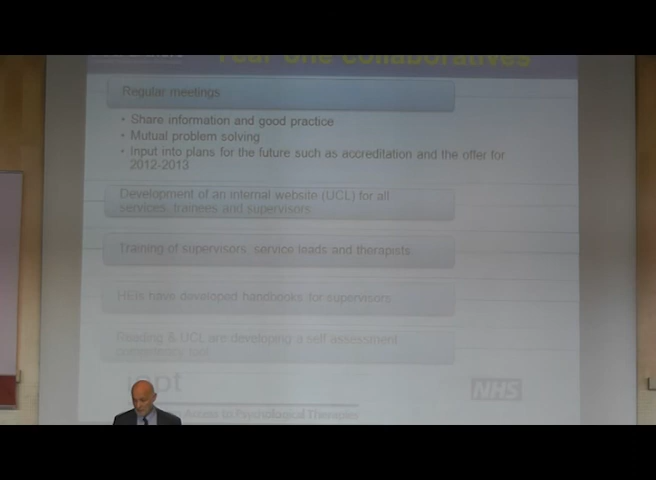 Year one collaboratives
Regular meetings
• Share information and good practice
• Mutual problem solving
• Input into plans for the future such as accreditation and the offer for
2012-2013
Development of an internal website (UCL) for all
services, trainees and supervisors
Training of supervisors, service leads and therapists
HEIs have developed handbooks for supervisors
Reading & UCL are developing a self assessment
tool
iapt
NHS
Access to Psychological Therapies